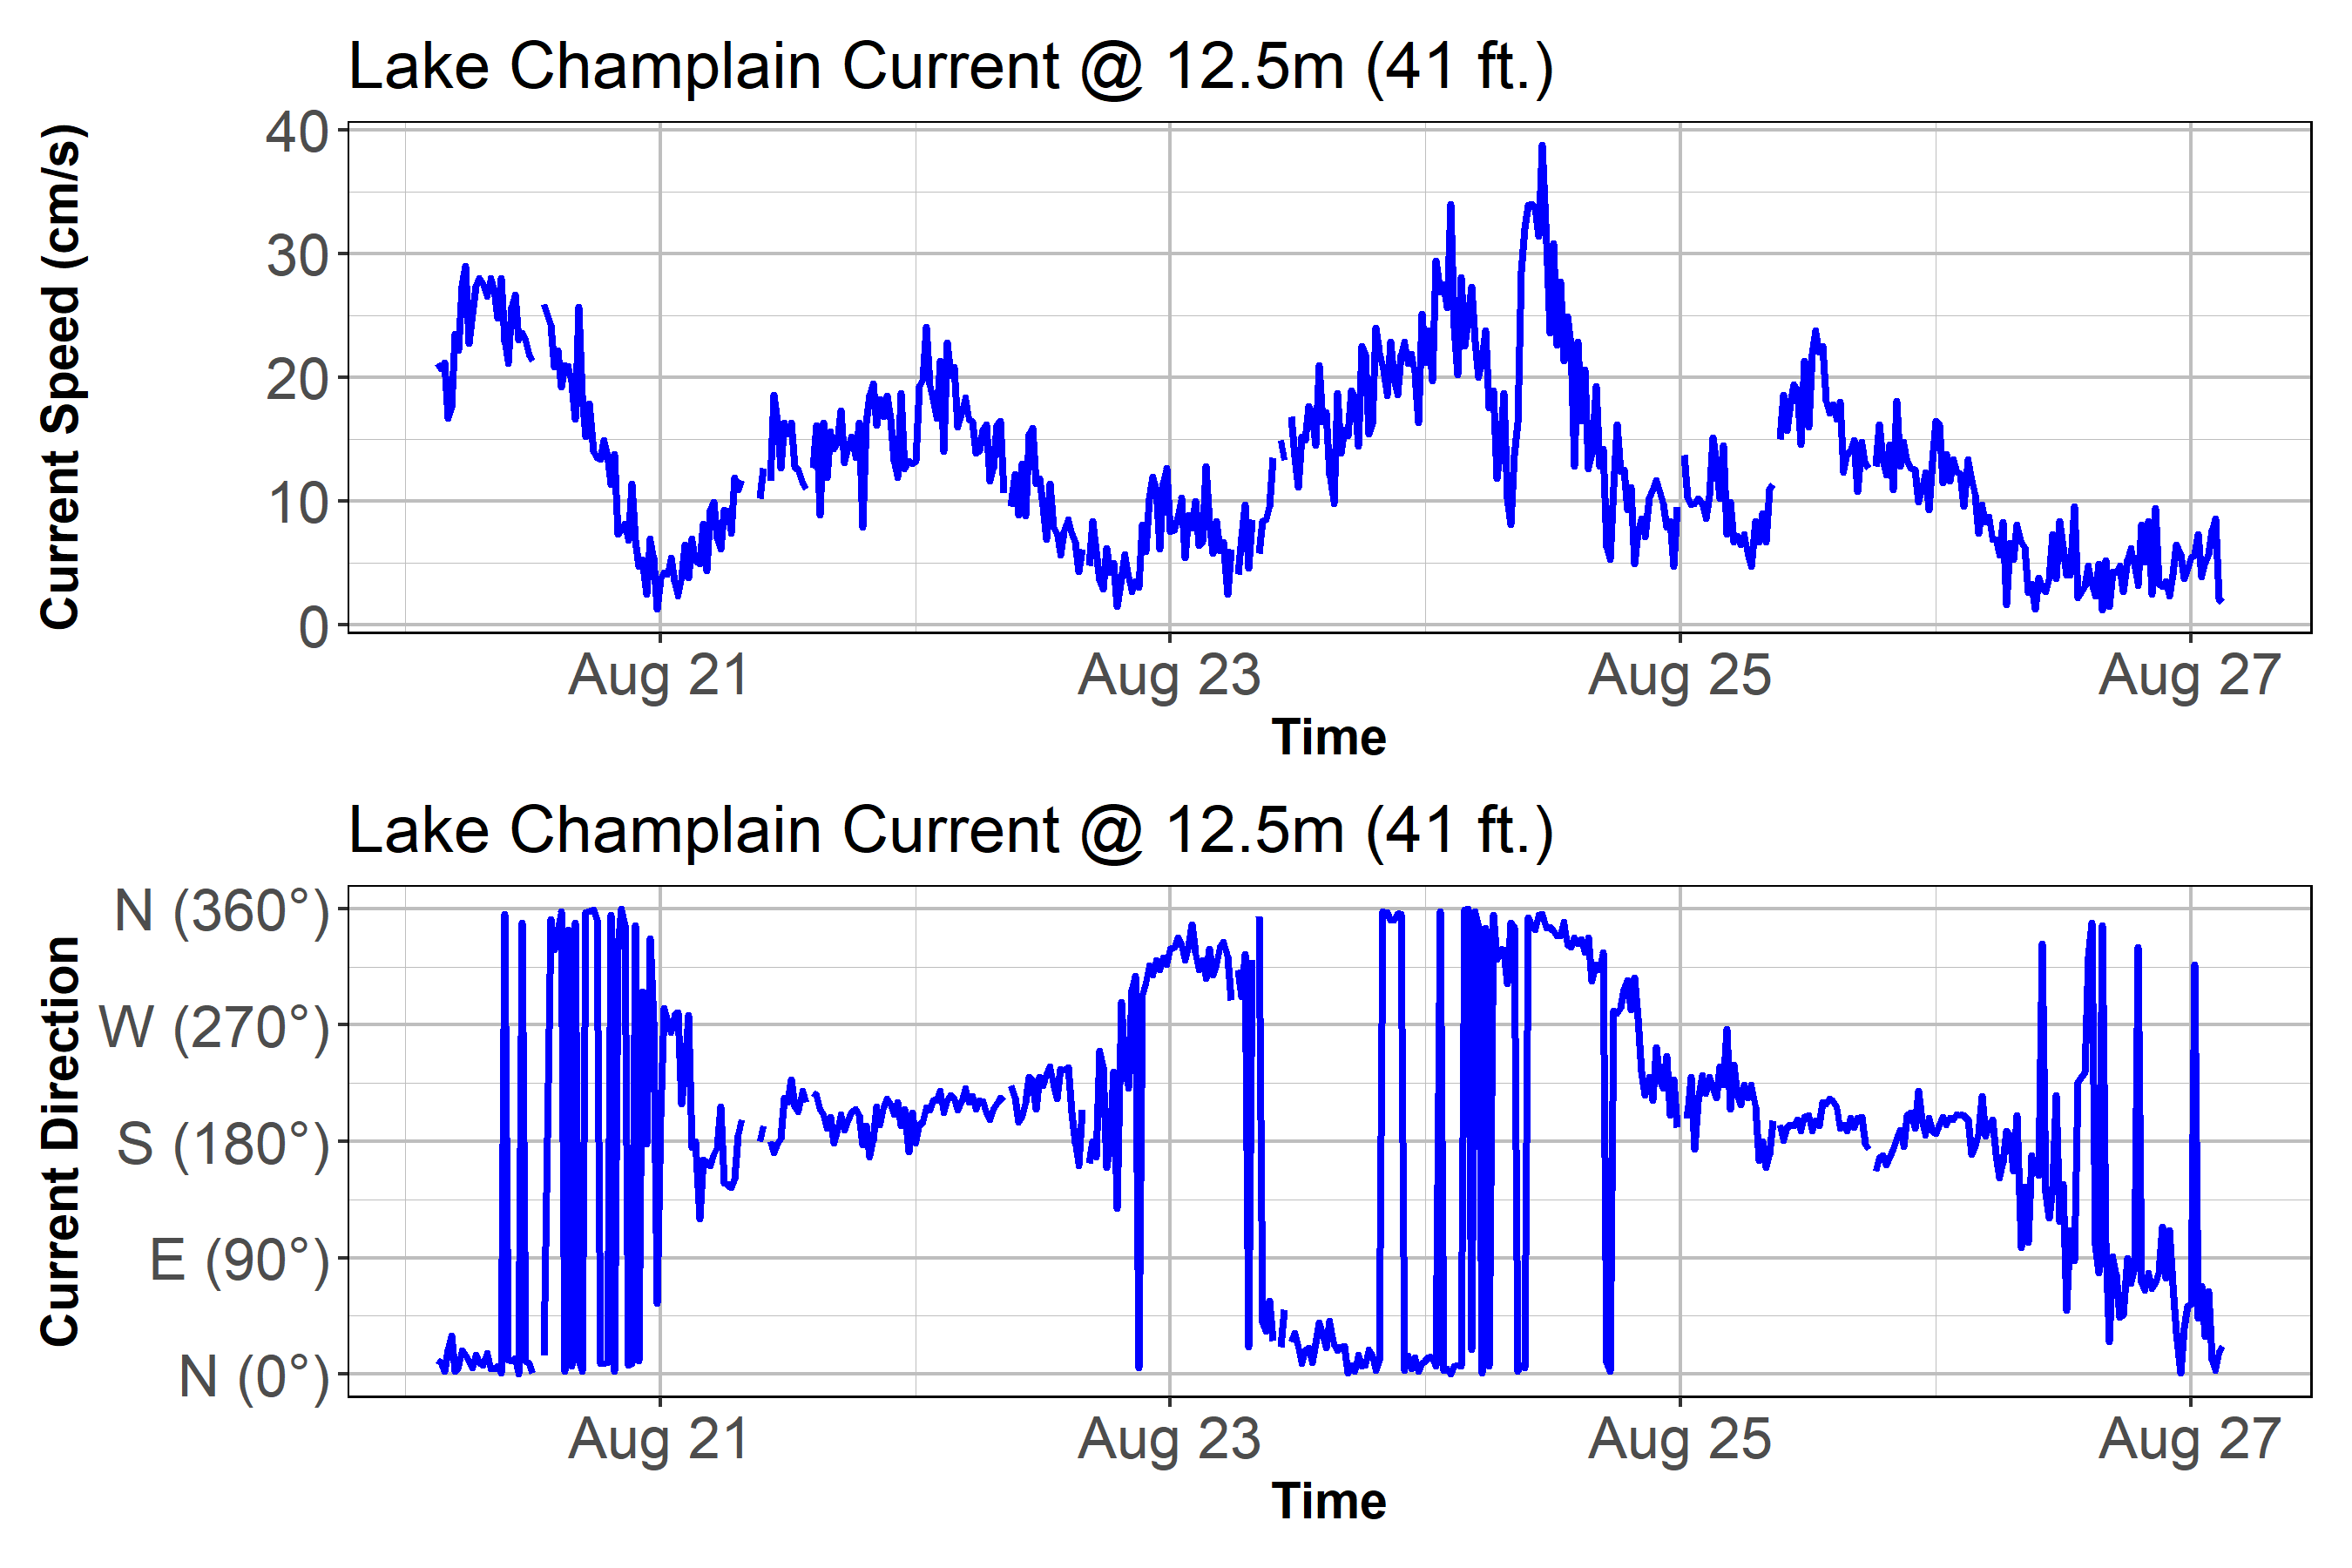 Lake Champlain Current @ 12.5m (41 ft.)
Current Speed (cm/s)
40
30
20
10
0
Aug 21 Aug 23 Aug 25 Aug 27
Time
Lake Champlain Current @ 12.5m (41 ft.)
Current Direction
N (360°)
W (270°)
S (180°)
E (90°)
N (0°)
Aug 21 Aug 23 Aug 25 Aug 27
Time